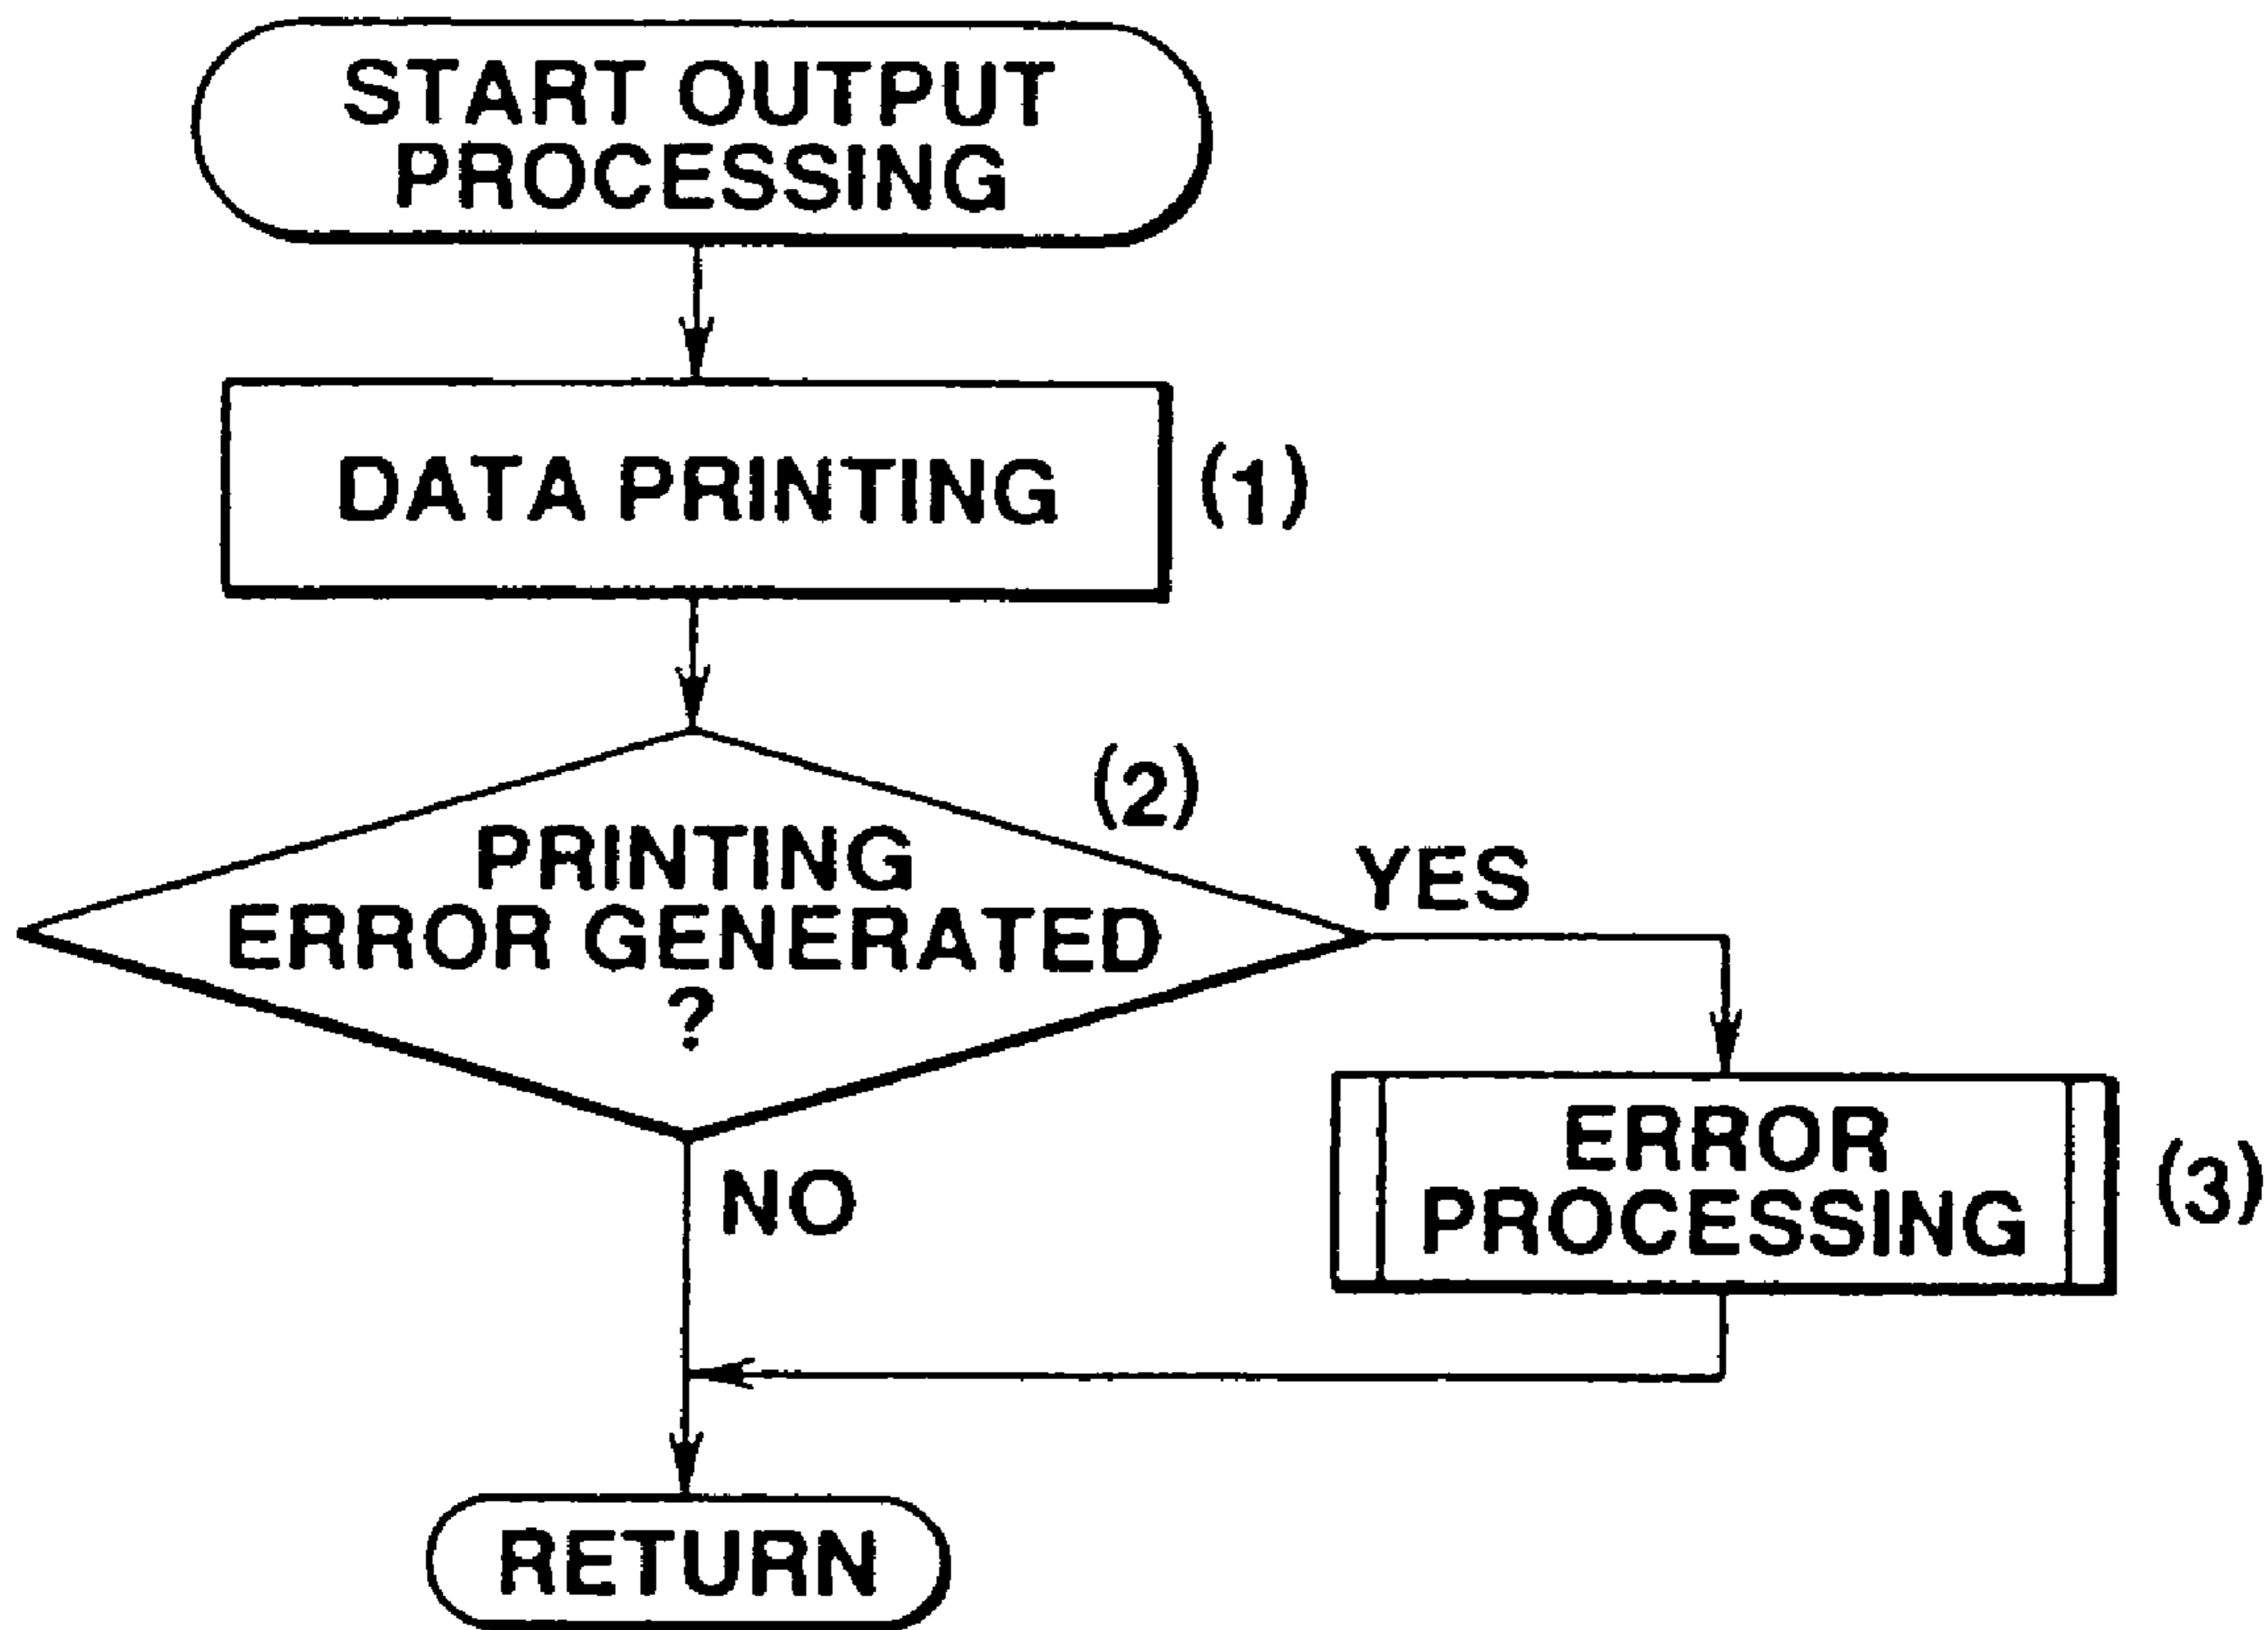 START OUTPUT
PROCESSING
DATA PRINTING
(1)
(2)
PRINTING
ERROR GENERATED
?
YES
NO
ERROR
PROCESSING
(3)
RETURN